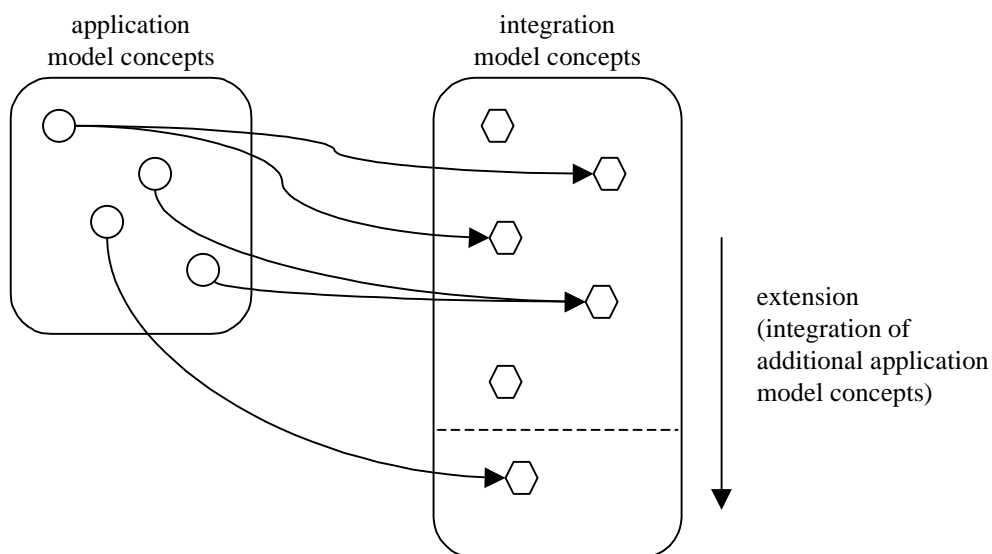 application
model concepts
integration
model concepts
extension
(integration of
additional application
model concepts)